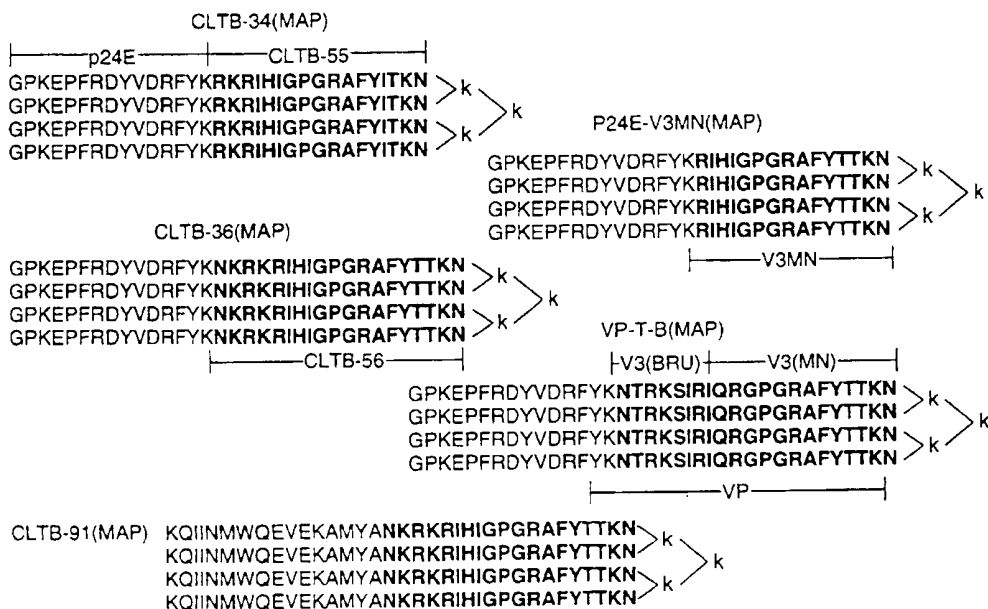 CLTB-34(MAP)
p24E CLTB-55
GPKEPFRDYVDRFYKRKRIHIGPGRAFYITKN
GPKEPFRDYVDRFYKRKRIHIGPGRAFYITKN k
GPKEPFRDYVDRFYKRKRIHIGPGRAFYITKN k
GPKEPFRDYVDRFYKRKRIHIGPGRAFYITKN k
P24E-V3MN(MAP)
GPKEPFRDYVDRFYKRIHIGPGRAFYTTKN
GPKEPFRDYVDRFYKRIHIGPGRAFYTTKN k
GPKEPFRDYVDRFYKRIHIGPGRAFYTTKN k
GPKEPFRDYVDRFYKRIHIGPGRAFYTTKN k
V3MN
CLTB-36(MAP)
GPKEPFRDYVDRFYKNKRKRIHIGPGRAFYTTKN
GPKEPFRDYVDRFYKNKRKRIHIGPGRAFYTTKN k
GPKEPFRDYVDRFYKNKRKRIHIGPGRAFYTTKN k
GPKEPFRDYVDRFYKNKRKRIHIGPGRAFYTTKN k
CLTB-56
VP-T-B(MAP)
V3(BRU) V3(MN)
GPKEPFRDYVDRFYKNTRKSIRIQRGPGRAFYTTKN
GPKEPFRDYVDRFYKNTRKSIRIQRGPGRAFYTTKN k
GPKEPFRDYVDRFYKNTRKSIRIQRGPGRAFYTTKN k
GPKEPFRDYVDRFYKNTRKSIRIQRGPGRAFYTTKN k
VP
CLTB-91(MAP) KQIINMWQEVEKAMYANKRKRIHIGPGRAFYTTKN
KQIINMWQEVEKAMYANKRKRIHIGPGRAFYTTKN k
KQIINMWQEVEKAMYANKRKRIHIGPGRAFYTTKN k
KQIINMWQEVEKAMYANKRKRIHIGPGRAFYTTKN k